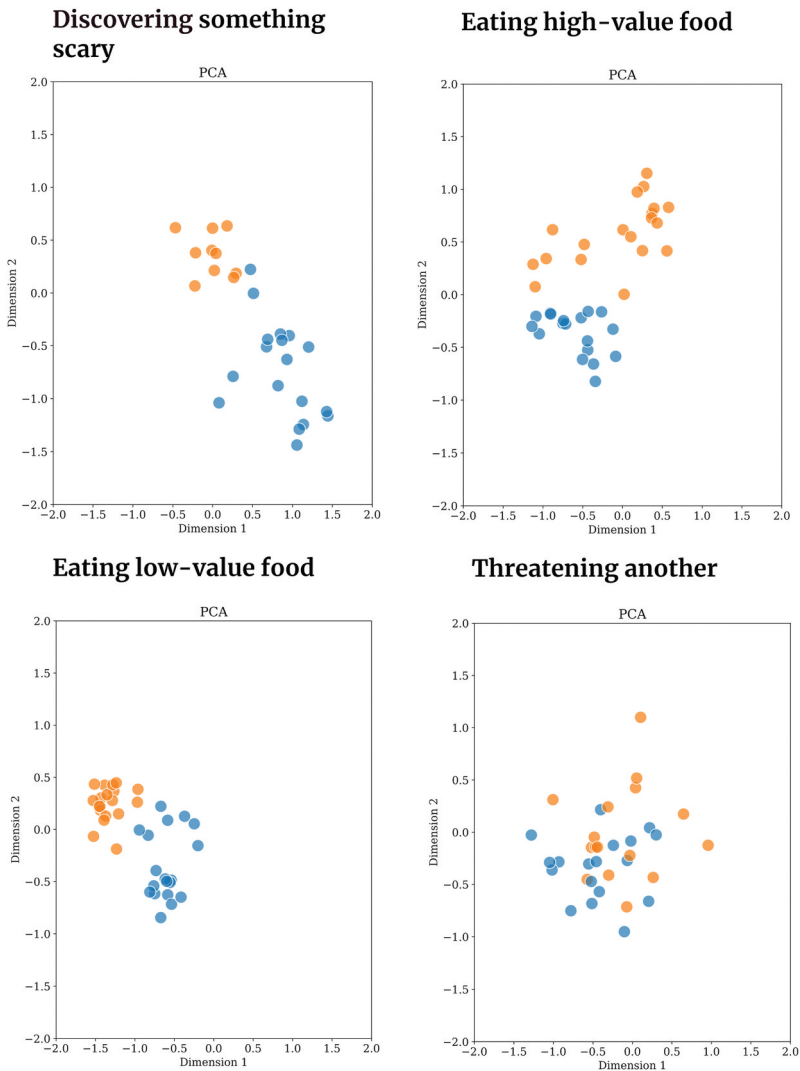 Discovering something
scary
PCA
2.0
1.5
1.0
0.5
0.0
−0.5
−1.0
−1.5
−2.0
−2.0 −1.5 −1.0 −0.5 0.0 0.5 1.0 1.5 2.0
Dimension 1
Dimension 2
Eating high-value food
PCA
2.0
1.5
1.0
0.5
0.0
−0.5
−1.0
−1.5
−2.0
−2.0 −1.5 −1.0 −0.5 0.0 0.5 1.0 1.5 2.0
Dimension 1
Dimension 2
Eating low-value food
PCA
2.0
1.5
1.0
0.5
0.0
−0.5
−1.0
−1.5
−2.0
−2.0 −1.5 −1.0 −0.5 0.0 0.5 1.0 1.5 2.0
Dimension 1
Dimension 2
Threatening another
PCA
2.0
1.5
1.0
0.5
0.0
−0.5
−1.0
−1.5
−2.0
−2.0 −1.5 −1.0 −0.5 0.0 0.5 1.0 1.5 2.0
Dimension 1
Dimension 2